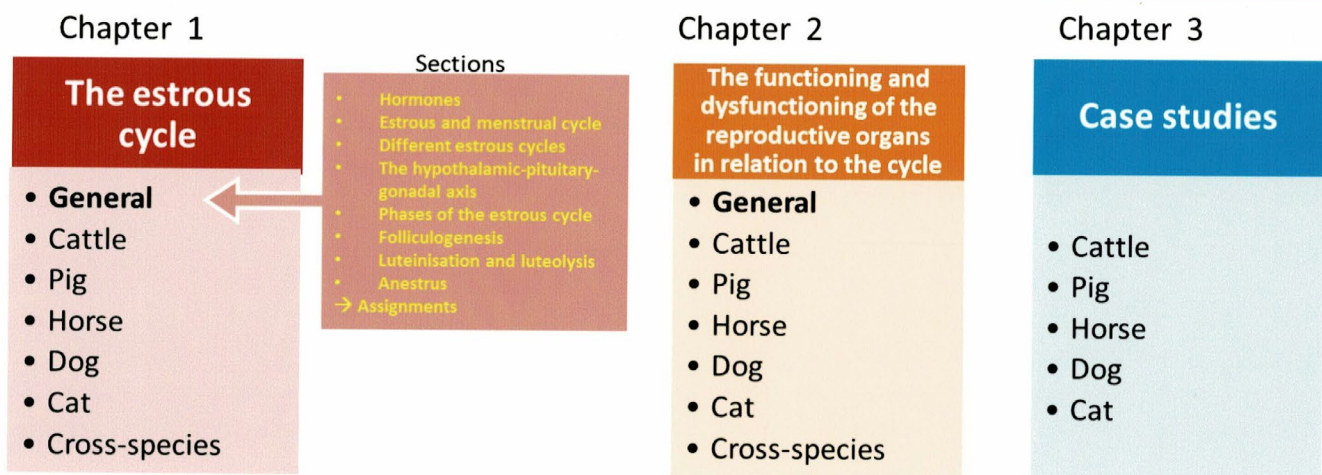 Chapter 1
The estrous
cycle
• General
• Cattle
• Pig
• Horse
• Dog
• Cat
• Cross-species
Sections
• Hormones
• Estrous and menstrual cycle
• Different estrous cycles
• The hypothalamic-pituitary-
gonadal axis
• Phases of the estrous cycle
• Folliculogenesis
• Luteinisation and luteolysis
• Anestrus
→ Assignments
Chapter 2
The functioning and
dysfunctioning of the
reproductive organs
in relation to the cycle
• General
• Cattle
• Pig
• Horse
• Dog
• Cat
• Cross-species
Chapter 3
Case studies
• Cattle
• Pig
• Horse
• Dog
• Cat